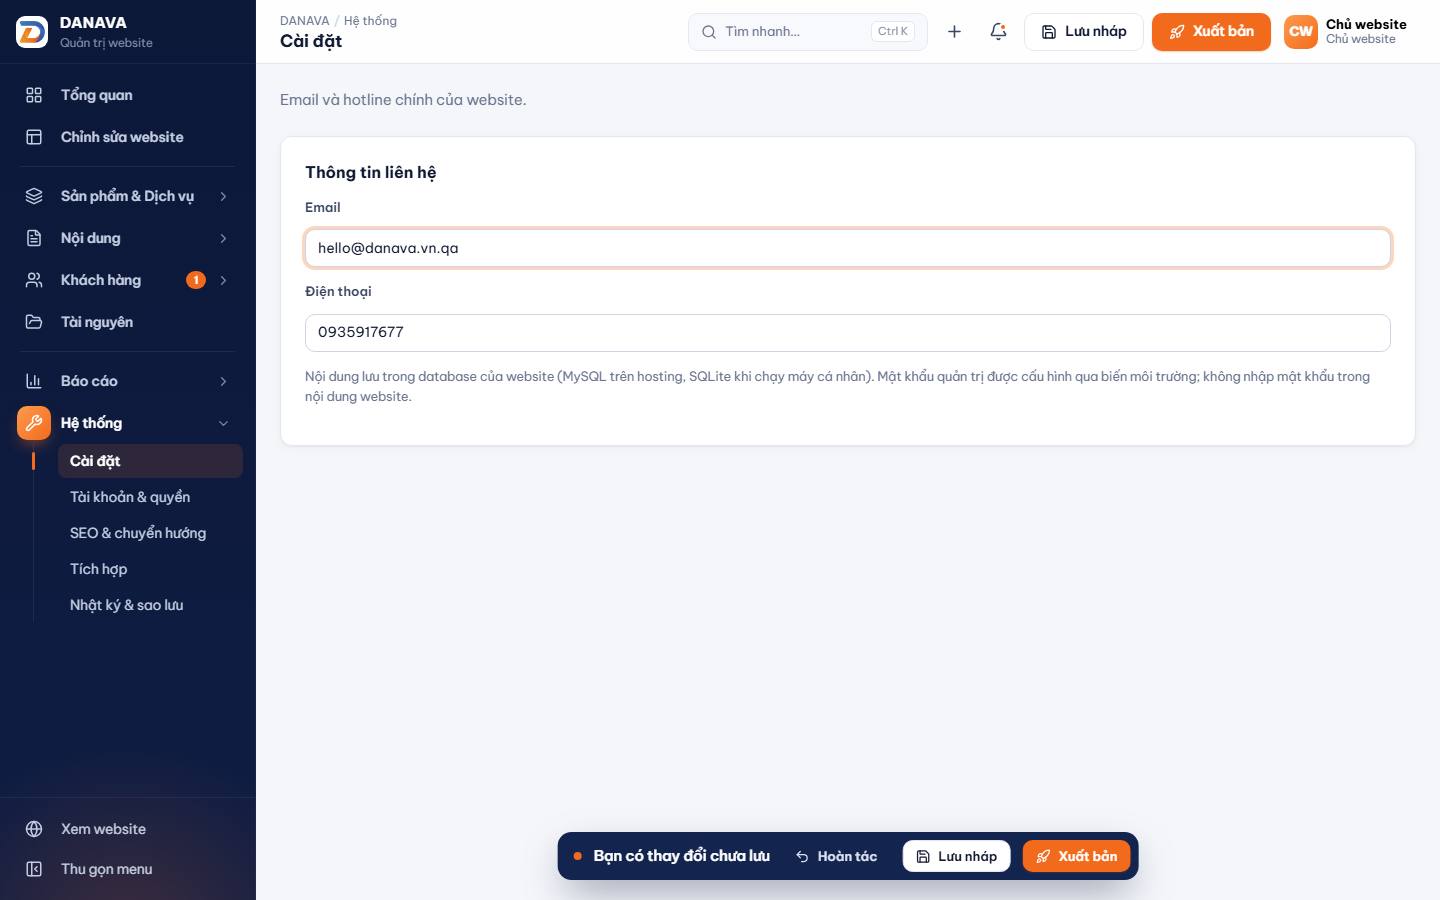 DANAVA
Quản trị website
Tổng quan
Chỉnh sửa website
Sản phẩm & Dịch vụ
Nội dung
Khách hàng 1
Tài nguyên
Báo cáo
Hệ thống
Cài đặt
Tài khoản & quyền
SEO & chuyển hướng
Tích hợp
Nhật ký & sao lưu
Xem website
Thu gọn menu
DANAVA / Hệ thống
Cài đặt
Tìm nhanh... Ctrl K
Lưu nháp
Xuất bản
CW
Chủ website
Chủ website
Email và hotline chính của website.
Thông tin liên hệ
Email
hello@danava.vn.qa
Điện thoại
0935917677
Nội dung lưu trong database của website (MySQL trên hosting, SQLite khi chạy máy cá nhân). Mật khẩu quản trị được cấu hình qua biến môi trường; không nhập mật khẩu trong
nội dung website.
Bạn có thay đổi chưa lưu Hoàn tác Lưu nháp Xuất bản